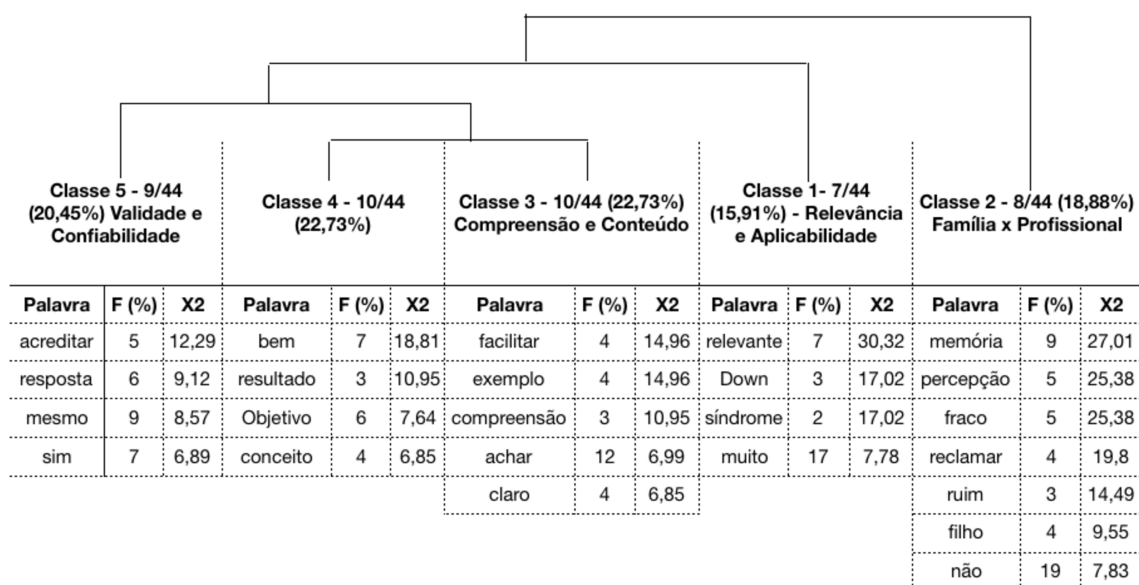 Classe 5 - 9/44
(20,45%) Validade e
Confiabilidade
Classe 4 - 10/44
(22,73%)
Classe 3 - 10/44 (22,73%)
Compreensão e Conteúdo
Classe 1- 7/44
(15,91%) - Relevância
e Aplicabilidade
Classe 2 - 8/44 (18,88%)
Família x Profissional
Palavra F (%) X2 Palavra F (%) X2 Palavra F (%) X2 Palavra F (%) X2 Palavra F (%) X2
acreditar 5 12,29 bem 7 18,81 facilitar 4 14,96 relevante 7 30,32 memória 9 27,01
resposta 6 9,12 resultado 3 10,95 exemplo 4 14,96 Down 3 17,02 percepção 5 25,38
mesmo 9 8,57 Objetivo 6 7,64 compreensão 3 10,95 síndrome 2 17,02 fraco 5 25,38
sim 7 6,89 conceito 4 6,85 achar 12 6,99 muito 17 7,78 reclamar 4 19,8
claro 4 6,85 ruim 3 14,49
filho 4 9,55
não 19 7,83